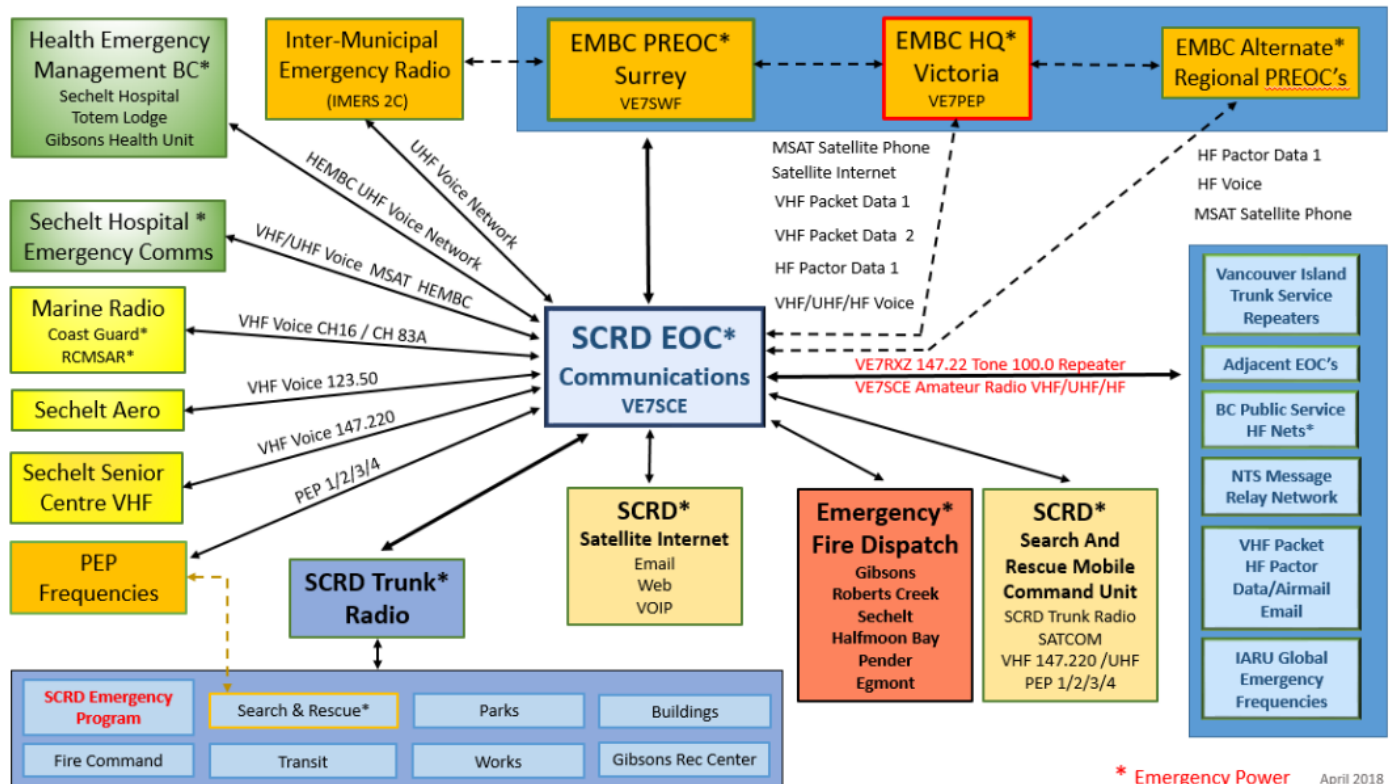 Health Emergency
Management BC*
Sechelt Hospital
Totem Lodge
Gibsons Health Unit
Inter-Municipal
Emergency Radio
(IMERS 2C)
EMBC PREOC*
Surrey
VE7SWF
EMBC HQ*
Victoria
VE7PEP
EMBC Alternate*
Regional PREOC's
UHF Voice Network
HEMBC UHF Voice Network
MSAT Satellite Phone
Satellite Internet
VHF Packet Data 1
VHF Packet Data 2
HF Pactor Data 1
VHF/UHF/HF Voice
HF Pactor Data 1
HF Voice
MSAT Satellite Phone
Sechelt Hospital *
Emergency Comms
VHF/UHF Voice MSAT HEMBC
Marine Radio
Coast Guard*
RCMSAR*
VHF Voice CH16 / CH 83A
Sechelt Aero
VHF Voice 123.50
Sechelt Senior
Centre VHF
VHF Voice 147.220
PEP
Frequencies
PEP 1/2/3/4
SCRD EOC*
Communications
VE7SCE
VE7RXZ 147.22 Tone 100.0 Repeater
VE7SCE Amateur Radio VHF/UHF/HF
Vancouver Island
Trunk Service
Repeaters
Adjacent EOC's
BC Public Service
HF Nets*
NTS Message
Relay Network
VHF Packet
HF Pactor
Data/Airmail
Email
IARU Global
Emergency
Frequencies
SCRD Trunk*
Radio
SCRD*
Satellite Internet
Email
Web
VOIP
Emergency*
Fire Dispatch
Gibsons
Roberts Creek
Sechelt
Halfmoon Bay
Pender
Egmont
SCRD*
Search And
Rescue Mobile
Command Unit
SCRD Trunk Radio
SATCOM
VHF 147.220 /UHF
PEP 1/2/3/4
SCRD Emergency
Program
Search & Rescue*
Parks
Buildings
Fire Command
Transit
Works
Gibsons Rec Center
* Emergency Power
April 2018